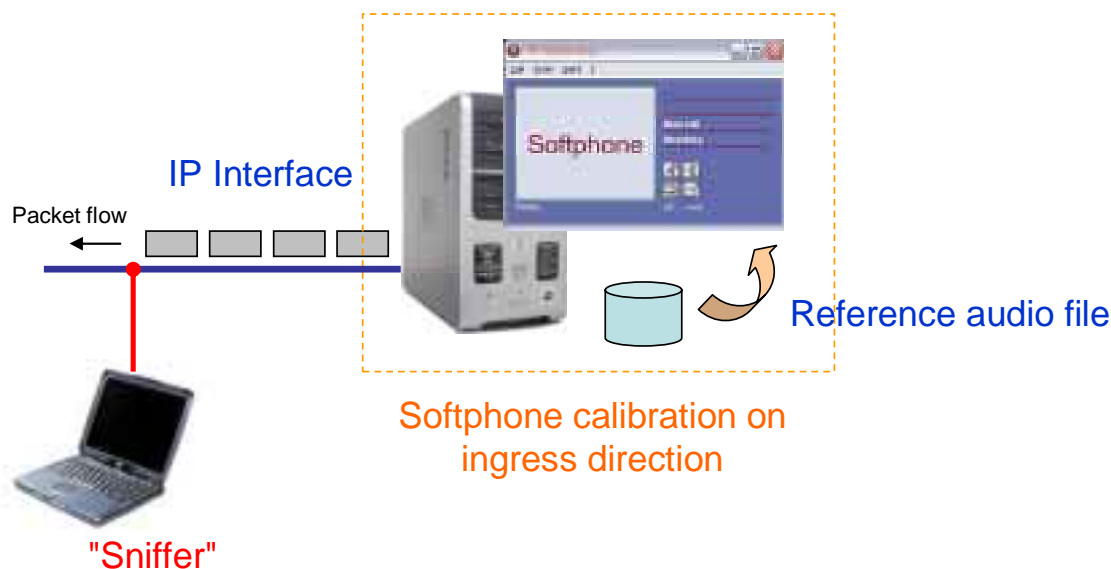 IP Interface
Packet flow
Softphone
Reference audio file
Softphone calibration on
ingress direction
"Sniffer"